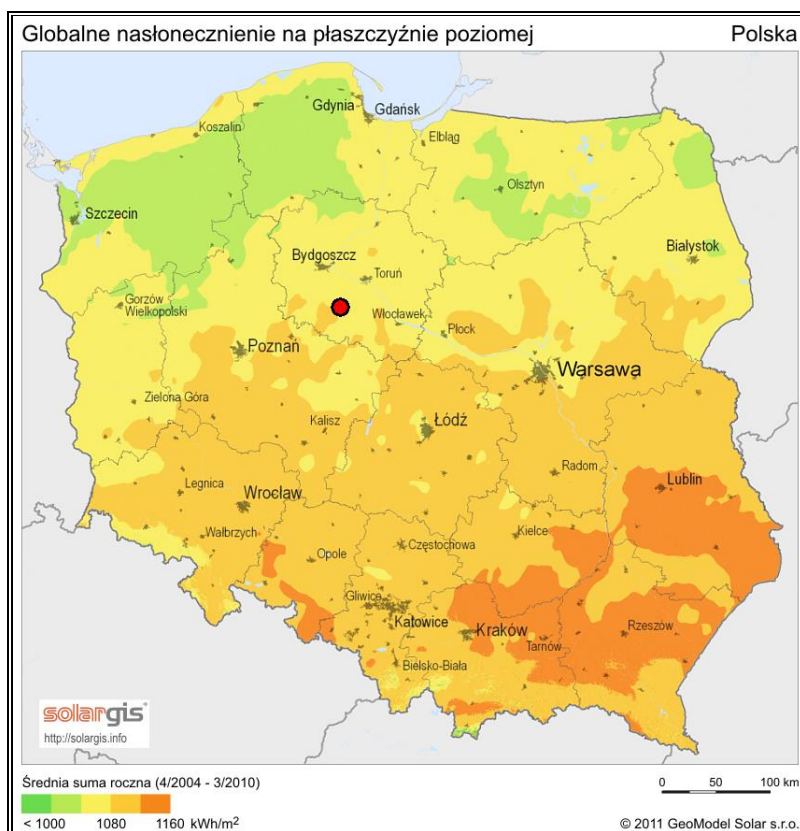 Globalne nasłonecznienie na płaszczyźnie poziomej Polska
Gdynia
Gdańsk
Koszalin
Elbląg
Olsztyn
Szczecin
Białystok
Bydgoszcz
Toruń
Gorzów
Wielkopolski
Włocławek
Płock
Poznań
Warsawa
Zielona Góra
Kalisz
Łódź
Radom
Lublin
Legnica
Wrocław
Wałbrzych
Kielce
Opole
Częstochowa
Gliwice
Katowice
Kraków
Tarnów
Rzeszów
Bielsko-Biała
solargis
http://solargis.info
Średnia suma roczna (4/2004 - 3/2010)
0 50 100 km
< 1000 1080 1160 kWh/m²
© 2011 GeoModel Solar s.r.o.